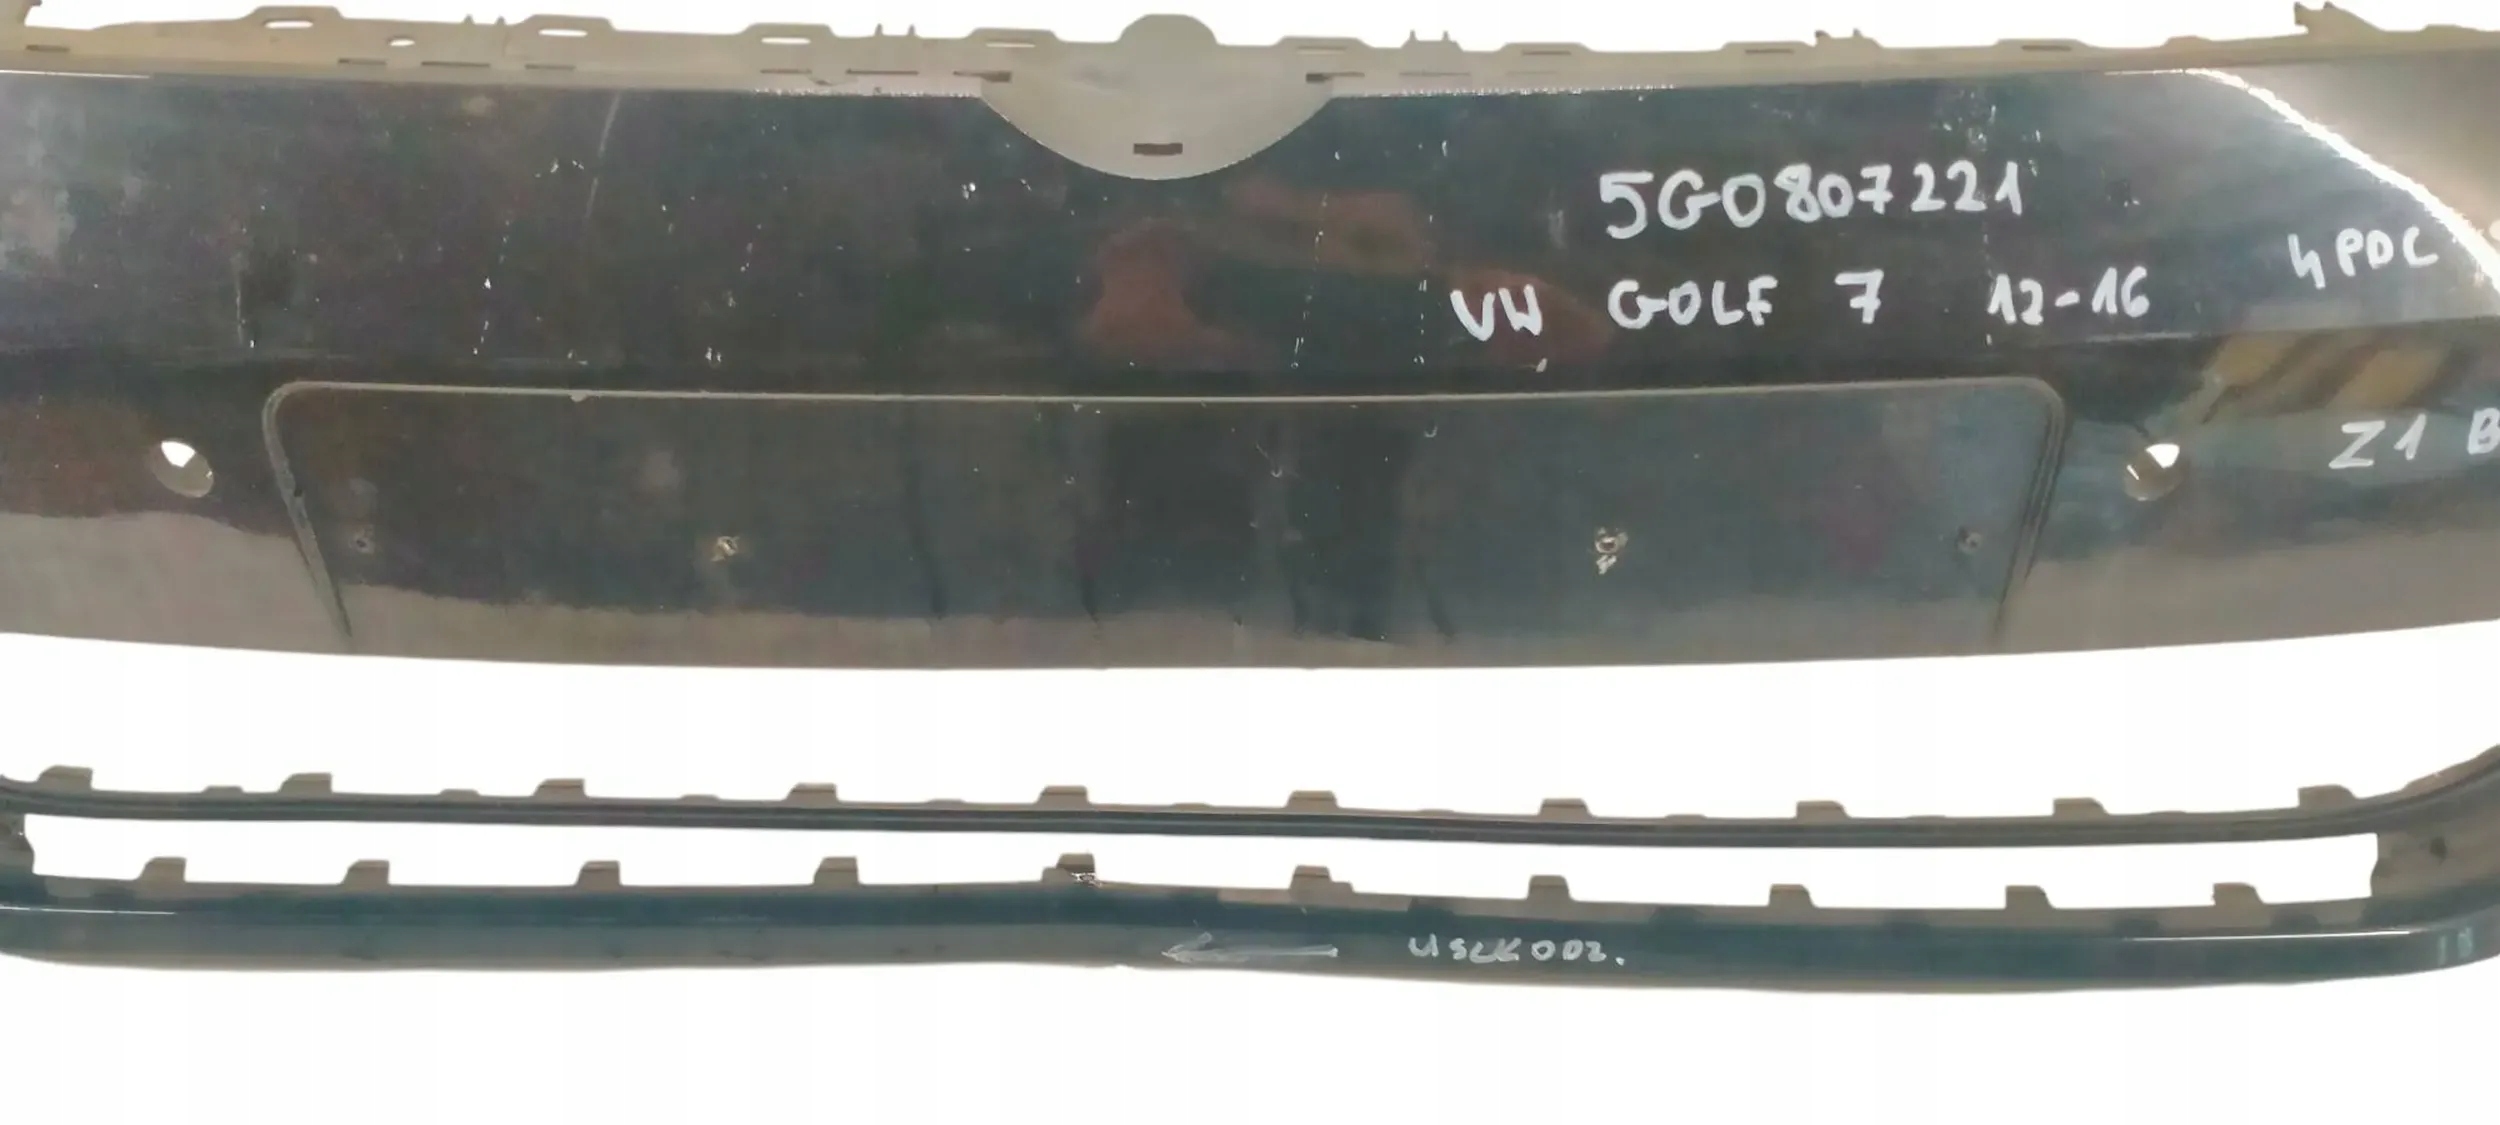 5G0807221
4PDC
VW GOLF 7 12-16
Z1 B
USZKODZ.